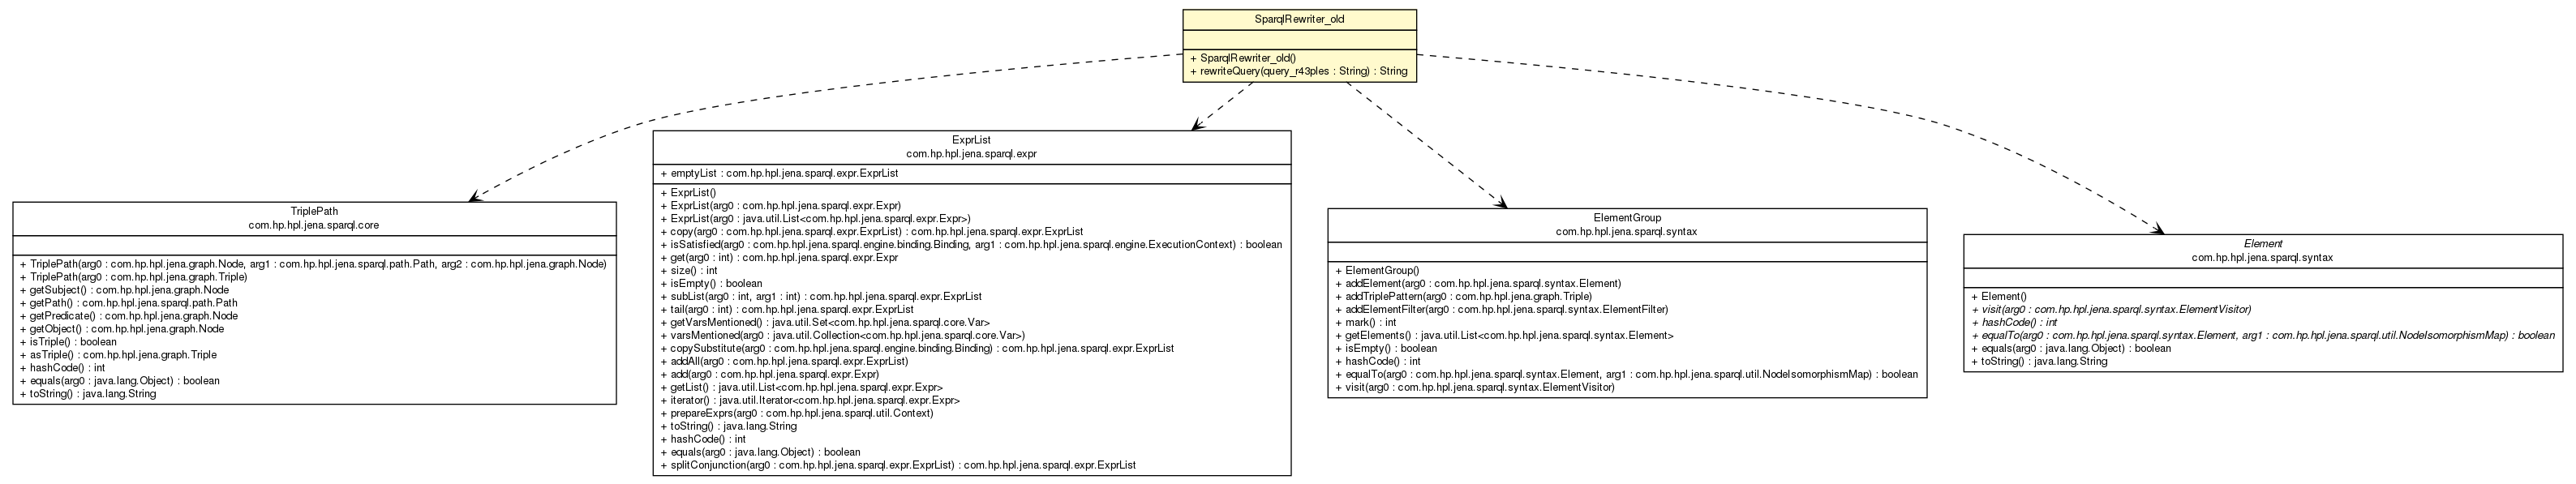 SparqlRewriter_old
+ SparqlRewriter_old()
+ rewriteQuery(query_r43ples : String) : String
TriplePath
com.hp.hpl.jena.sparql.core
+ TriplePath(arg0 : com.hp.hpl.jena.graph.Node, arg1 : com.hp.hpl.jena.sparql.path.Path, arg2 : com.hp.hpl.jena.graph.Node)
+ TriplePath(arg0 : com.hp.hpl.jena.graph.Triple)
+ getSubject() : com.hp.hpl.jena.graph.Node
+ getPath() : com.hp.hpl.jena.sparql.path.Path
+ getPredicate() : com.hp.hpl.jena.graph.Node
+ getObject() : com.hp.hpl.jena.graph.Node
+ isTriple() : boolean
+ asTriple() : com.hp.hpl.jena.graph.Triple
+ hashCode() : int
+ equals(arg0 : java.lang.Object) : boolean
+ toString() : java.lang.String
ExprList
com.hp.hpl.jena.sparql.expr
+ emptyList : com.hp.hpl.jena.sparql.expr.ExprList
+ ExprList()
+ ExprList(arg0 : com.hp.hpl.jena.sparql.expr.Expr)
+ ExprList(arg0 : java.util.List<com.hp.hpl.jena.sparql.expr.Expr>)
+ copy(arg0 : com.hp.hpl.jena.sparql.expr.ExprList) : com.hp.hpl.jena.sparql.expr.ExprList
+ isSatisfied(arg0 : com.hp.hpl.jena.sparql.engine.binding.Binding, arg1 : com.hp.hpl.jena.sparql.engine.ExecutionContext) : boolean
+ get(arg0 : int) : com.hp.hpl.jena.sparql.expr.Expr
+ size() : int
+ isEmpty() : boolean
+ subList(arg0 : int, arg1 : int) : com.hp.hpl.jena.sparql.expr.ExprList
+ tail(arg0 : int) : com.hp.hpl.jena.sparql.expr.ExprList
+ getVarsMentioned() : java.util.Set<com.hp.hpl.jena.sparql.core.Var>
+ varsMentioned(arg0 : java.util.Collection<com.hp.hpl.jena.sparql.core.Var>)
+ copySubstitute(arg0 : com.hp.hpl.jena.sparql.engine.binding.Binding) : com.hp.hpl.jena.sparql.expr.ExprList
+ addAll(arg0 : com.hp.hpl.jena.sparql.expr.ExprList)
+ add(arg0 : com.hp.hpl.jena.sparql.expr.Expr)
+ getList() : java.util.List<com.hp.hpl.jena.sparql.expr.Expr>
+ iterator() : java.util.Iterator<com.hp.hpl.jena.sparql.expr.Expr>
+ prepareExprs(arg0 : com.hp.hpl.jena.sparql.util.Context)
+ toString() : java.lang.String
+ hashCode() : int
+ equals(arg0 : java.lang.Object) : boolean
+ splitConjunction(arg0 : com.hp.hpl.jena.sparql.expr.ExprList) : com.hp.hpl.jena.sparql.expr.ExprList
ElementGroup
com.hp.hpl.jena.sparql.syntax
+ ElementGroup()
+ addElement(arg0 : com.hp.hpl.jena.sparql.syntax.Element)
+ addTriplePattern(arg0 : com.hp.hpl.jena.graph.Triple)
+ addElementFilter(arg0 : com.hp.hpl.jena.sparql.syntax.ElementFilter)
+ mark() : int
+ getElements() : java.util.List<com.hp.hpl.jena.sparql.syntax.Element>
+ isEmpty() : boolean
+ hashCode() : int
+ equalTo(arg0 : com.hp.hpl.jena.sparql.syntax.Element, arg1 : com.hp.hpl.jena.sparql.util.NodeIsomorphismMap) : boolean
+ visit(arg0 : com.hp.hpl.jena.sparql.syntax.ElementVisitor)
Element
com.hp.hpl.jena.sparql.syntax
+ Element()
+ visit(arg0 : com.hp.hpl.jena.sparql.syntax.ElementVisitor)
+ hashCode() : int
+ equalTo(arg0 : com.hp.hpl.jena.sparql.syntax.Element, arg1 : com.hp.hpl.jena.sparql.util.NodeIsomorphismMap) : boolean
+ equals(arg0 : java.lang.Object) : boolean
+ toString() : java.lang.String